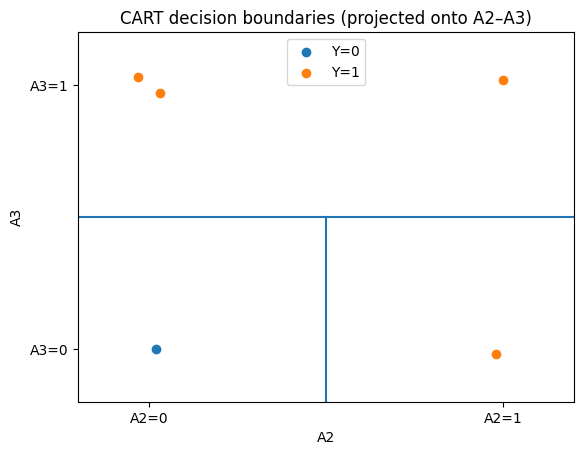 CART decision boundaries (projected onto A2–A3)
Y=0
Y=1
A3=1
A3
A3=0
A2=0
A2=1
A2